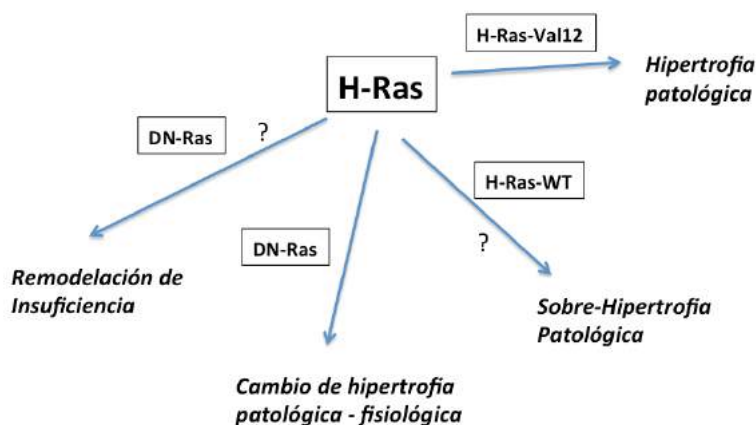 H-Ras-Val12
Hipertrofia
patológica
H-Ras
DN-Ras
?
H-Ras-WT
?
DN-Ras
Remodelación de
Insuficiencia
Sobre-Hipertrofia
Patológica
Cambio de hipertrofia
patológica - fisiológica